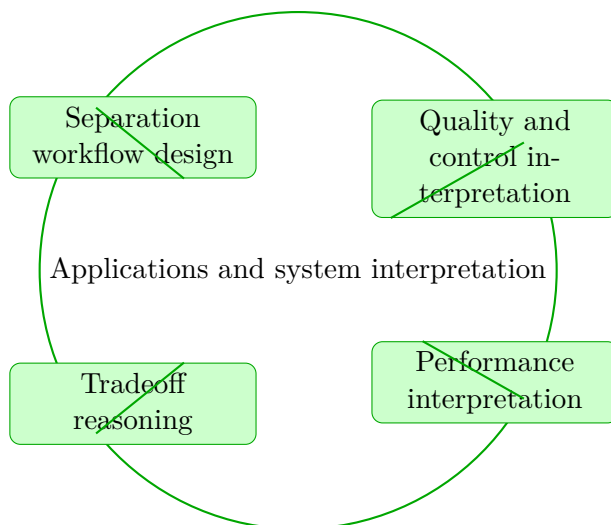 Separation
workflow design
Quality and
control in-
terpretation
Applications and system interpretation
Tradeoff
reasoning
Performance
interpretation